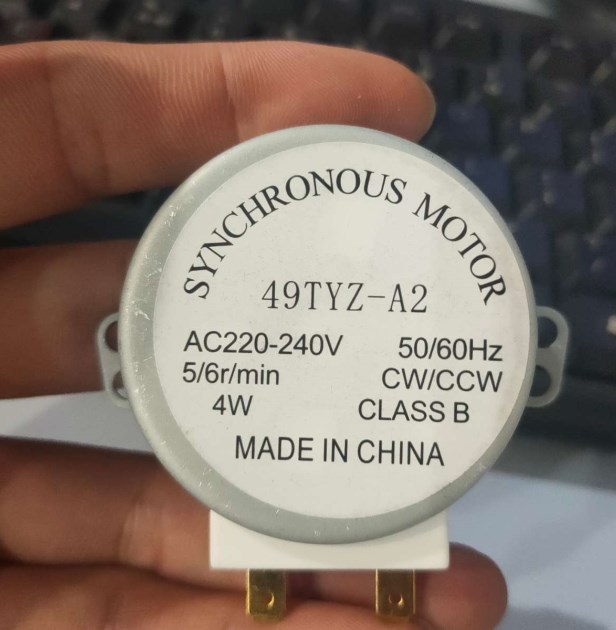 SYNCHRONOUS MOTOR
49TYZ-A2
AC220-240V 50/60Hz
5/6r/min CW/CCW
4W CLASS B
MADE IN CHINA